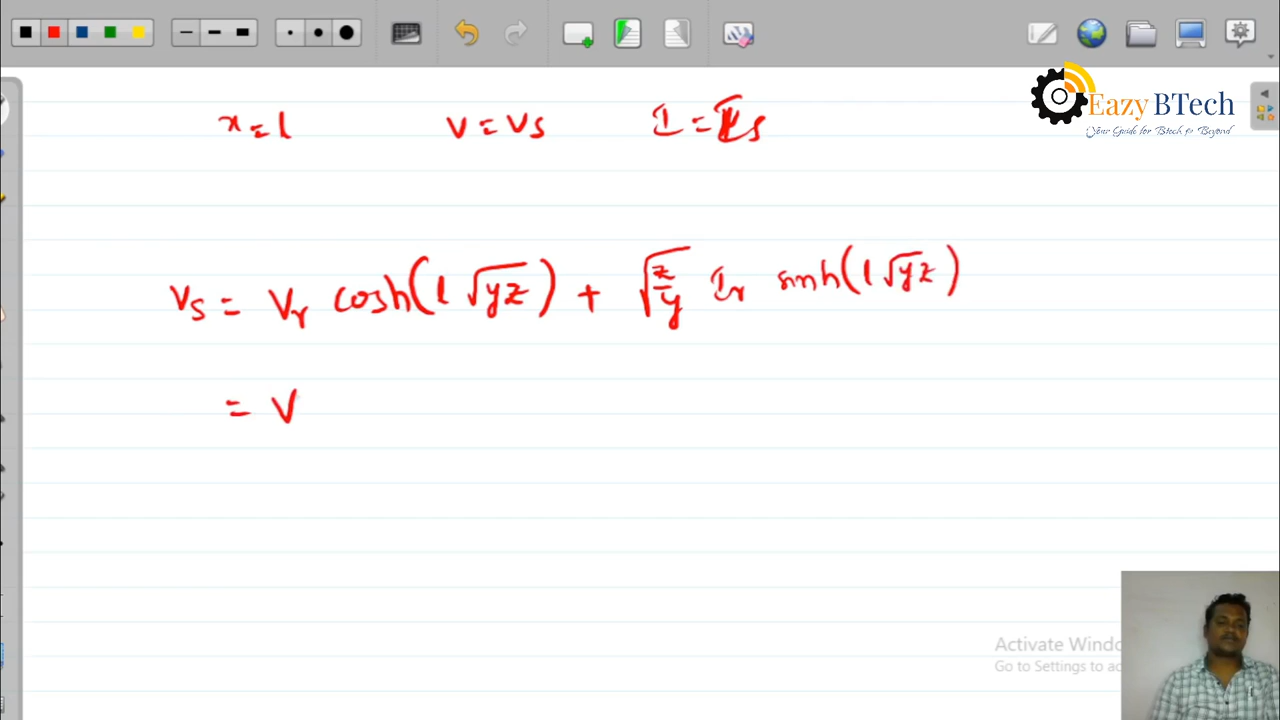 Eazy BTech
Your Guide for Btech & Beyond
x = l    V = Vs    I = Is
Vs = Vr cosh(l √yz) + √(z/y) Ir sinh(l √yz)
= V
Activate Windo
Go to Settings to ac